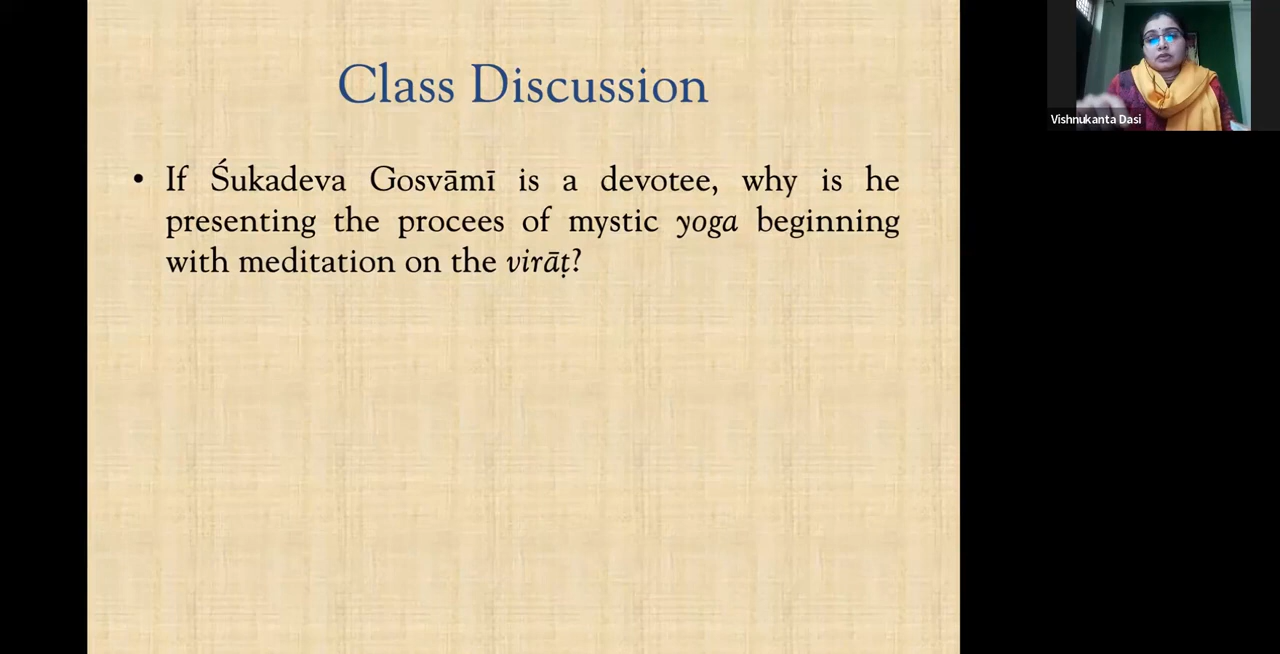 Class Discussion
• If Śukadeva Gosvāmī is a devotee, why is he
presenting the procees of mystic yoga beginning
with meditation on the virāṭ?
Vishnukanta Dasi